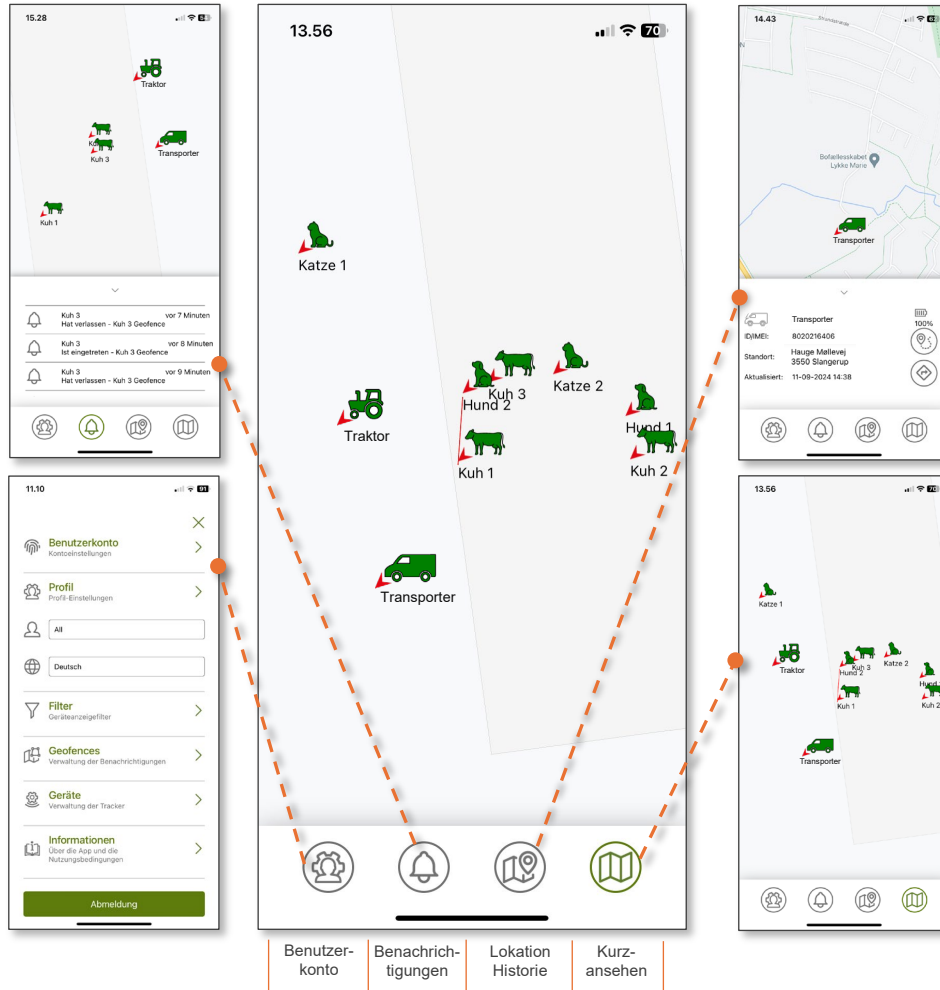 15.28
Traktor
Kuh 3
Transporter
Kuh 1
Kuh 3
vor 7 Minuten
Hat verlassen - Kuh 3 Geofence
Kuh 3
vor 8 Minuten
Ist eingetreten - Kuh 3 Geofence
Kuh 3
vor 9 Minuten
Hat verlassen - Kuh 3 Geofence
11.10
91
Benutzerkonto
Kontoeinstellungen
Profil
Profil-Einstellungen
All
Deutsch
Filter
Geräteanzeigefilter
Geofences
Verwaltung der Benachrichtigungen
Geräte
Verwaltung der Tracker
Informationen
Über die App und die
Nutzungsbedingungen
Abmeldung
13.56
70
Katze 1
Kuh 3
Katze 2
Hund 2
Hund 1
Traktor
Kuh 1
Kuh 2
Transporter
Benutzer-
konto
Benachrich-
tigungen
Lokation
Historie
Kurz-
ansehen
14.43
Bofællesskabet
Lykke Marie
Transporter
Transporter
100%
ID/IMEI:
8020216406
Standort:
Hauge Møllevej
3550 Slangerup
Aktualisiert:
11-09-2024 14:38
13.56
70
Katze 1
Traktor
Kuh 3
Katze 2
Hund 2
Kuh 1
Kuh 2
Transporter